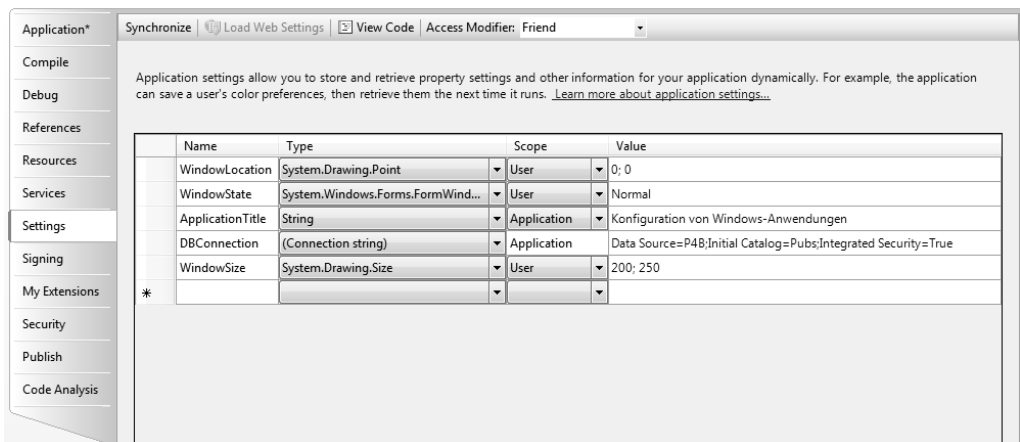 Application*
Compile
Debug
References
Resources
Services
Settings
Signing
My Extensions
Security
Publish
Code Analysis
Synchronize Load Web Settings View Code Access Modifier: Friend
Application settings allow you to store and retrieve property settings and other information for your application dynamically. For example, the application
can save a user's color preferences, then retrieve them the next time it runs. Learn more about application settings...
Name Type Scope Value
WindowLocation System.Drawing.Point User 0; 0
WindowState System.Windows.Forms.FormWind... User Normal
ApplicationTitle String Application Konfiguration von Windows-Anwendungen
DBConnection (Connection string) Application Data Source=P4B;Initial Catalog=Pubs;Integrated Security=True
WindowSize System.Drawing.Size User 200; 250
*